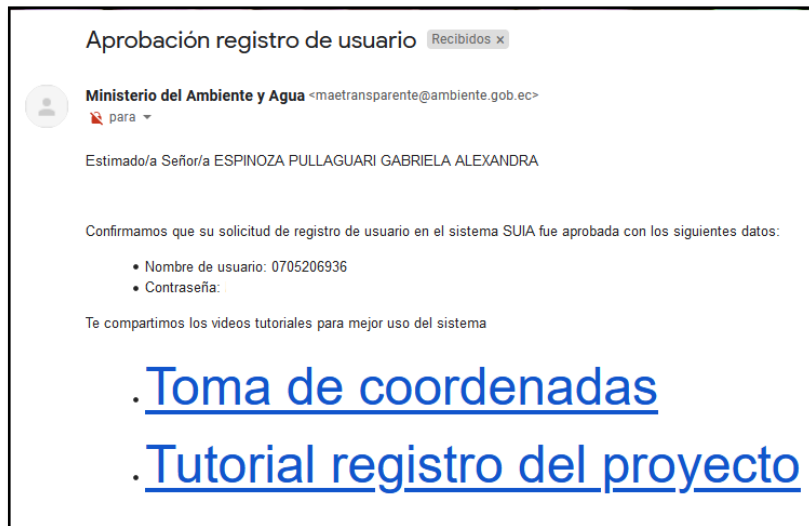 Aprobación registro de usuario Recibidos x
Ministerio del Ambiente y Agua <maetransparente@ambiente.gob.ec>
para
Estimado/a Señor/a ESPINOZA PULLAGUARI GABRIELA ALEXANDRA
Confirmamos que su solicitud de registro de usuario en el sistema SUIA fue aprobada con los siguientes datos:
• Nombre de usuario: 0705206936
• Contraseña:
Te compartimos los videos tutoriales para mejor uso del sistema
• Toma de coordenadas
• Tutorial registro del proyecto